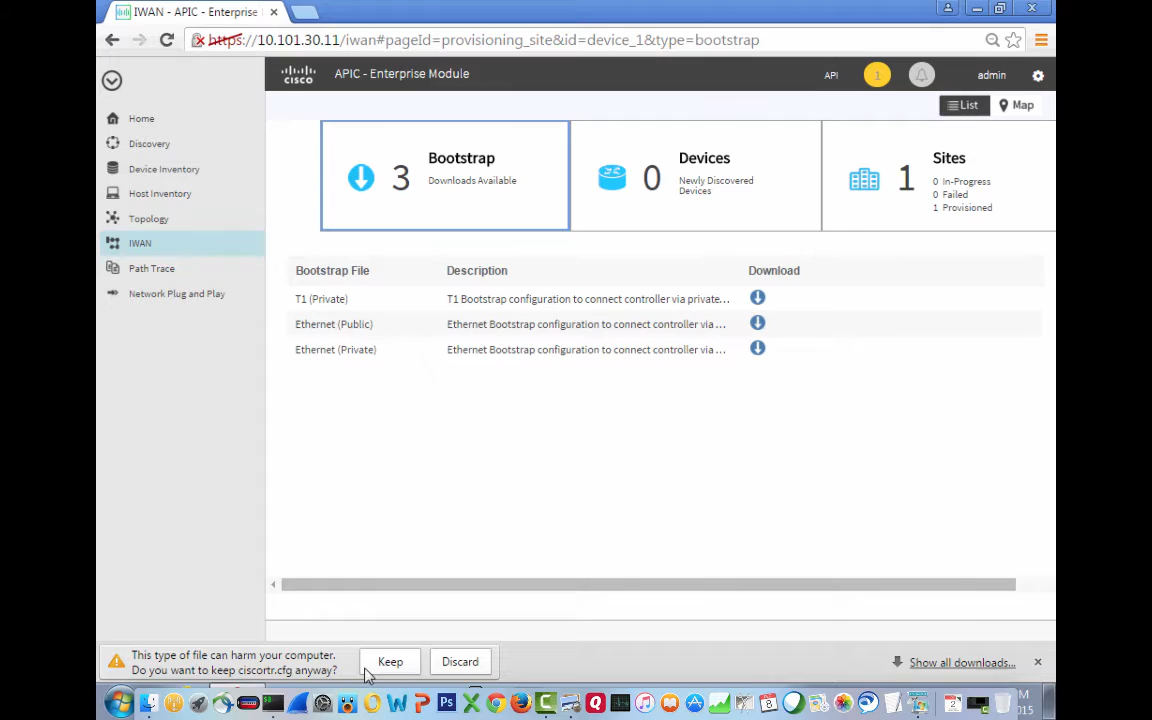 IWAN - APIC - Enterprise
https://10.101.30.11/iwan#pageId=provisioning_site&id=device_1&type=bootstrap
cisco
APIC - Enterprise Module
API
1
admin
List
Map
Home
Discovery
Device Inventory
Host Inventory
Topology
IWAN
Path Trace
Network Plug and Play
3
Bootstrap
Downloads Available
0
Devices
Newly Discovered
Devices
1
Sites
0 In-Progress
0 Failed
1 Provisioned
Bootstrap File Description Download
T1 (Private) T1 Bootstrap configuration to connect controller via private...
Ethernet (Public) Ethernet Bootstrap configuration to connect controller via ...
Ethernet (Private) Ethernet Bootstrap configuration to connect controller via ...
This type of file can harm your computer.
Do you want to keep ciscortr.cfg anyway?
Keep
Discard
Show all downloads...